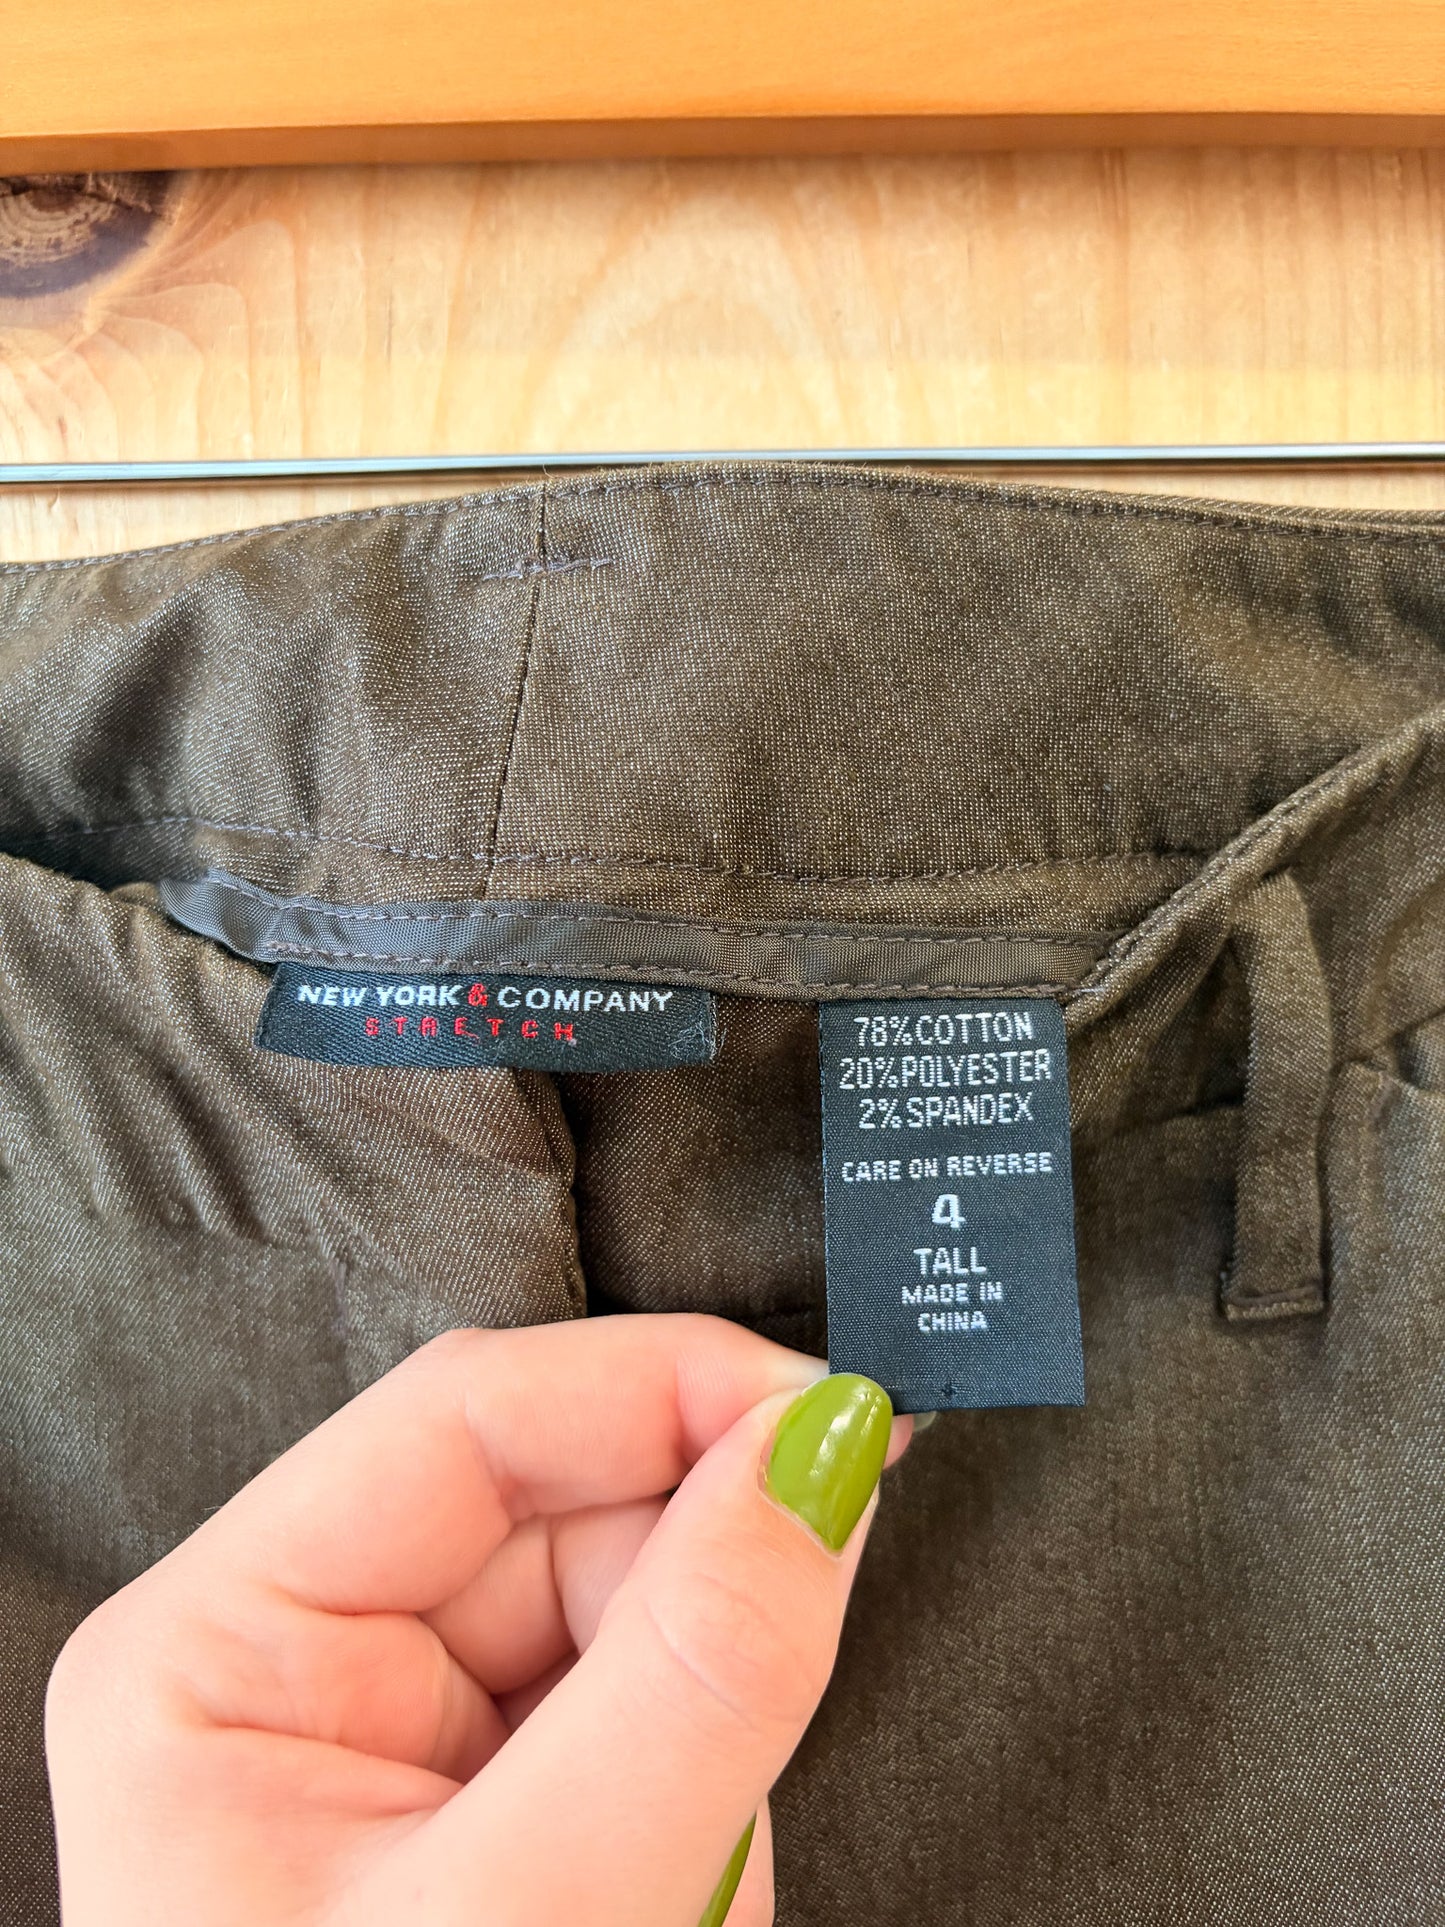 NEW YORK & COMPANY
STRETCH
78% COTTON
20% POLYESTER
2% SPANDEX
CARE ON REVERSE
4
TALL
MADE IN
CHINA